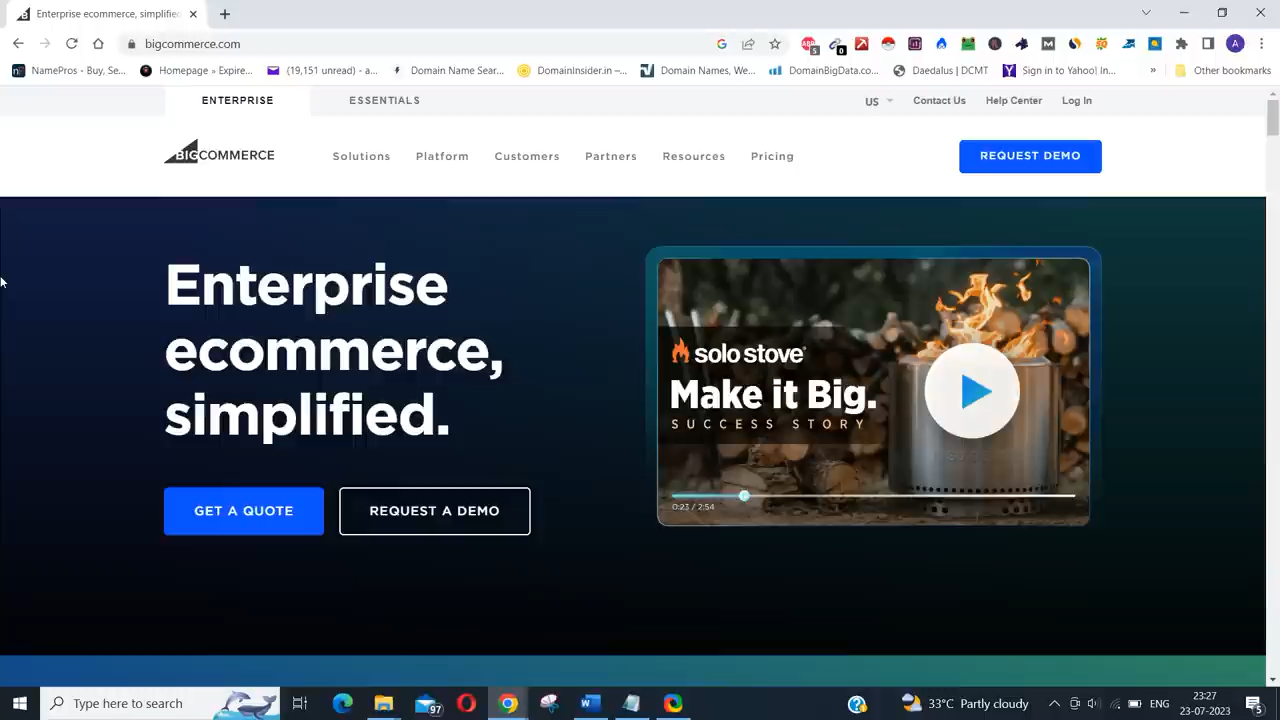 Enterprise ecommerce, simplified
bigcommerce.com
NamePros - Buy, Se...
Homepage » Expire...
(19,151 unread) - a...
Domain Name Sear...
DomainInsider.in –...
Domain Names, We...
DomainBigData.co...
Daedalus | DCMT
Sign in to Yahoo! In...
»
Other bookmarks
ENTERPRISE
ESSENTIALS
US
Contact Us
Help Center
Log In
BIGCOMMERCE
Solutions
Platform
Customers
Partners
Resources
Pricing
REQUEST DEMO
Enterprise
ecommerce,
simplified.
GET A QUOTE
REQUEST A DEMO
solo stove
Make it Big.
SUCCESS STORY
0:23 / 2:54
Type here to search
97
33°C Partly cloudy
ENG
23:27
23-07-2023
5